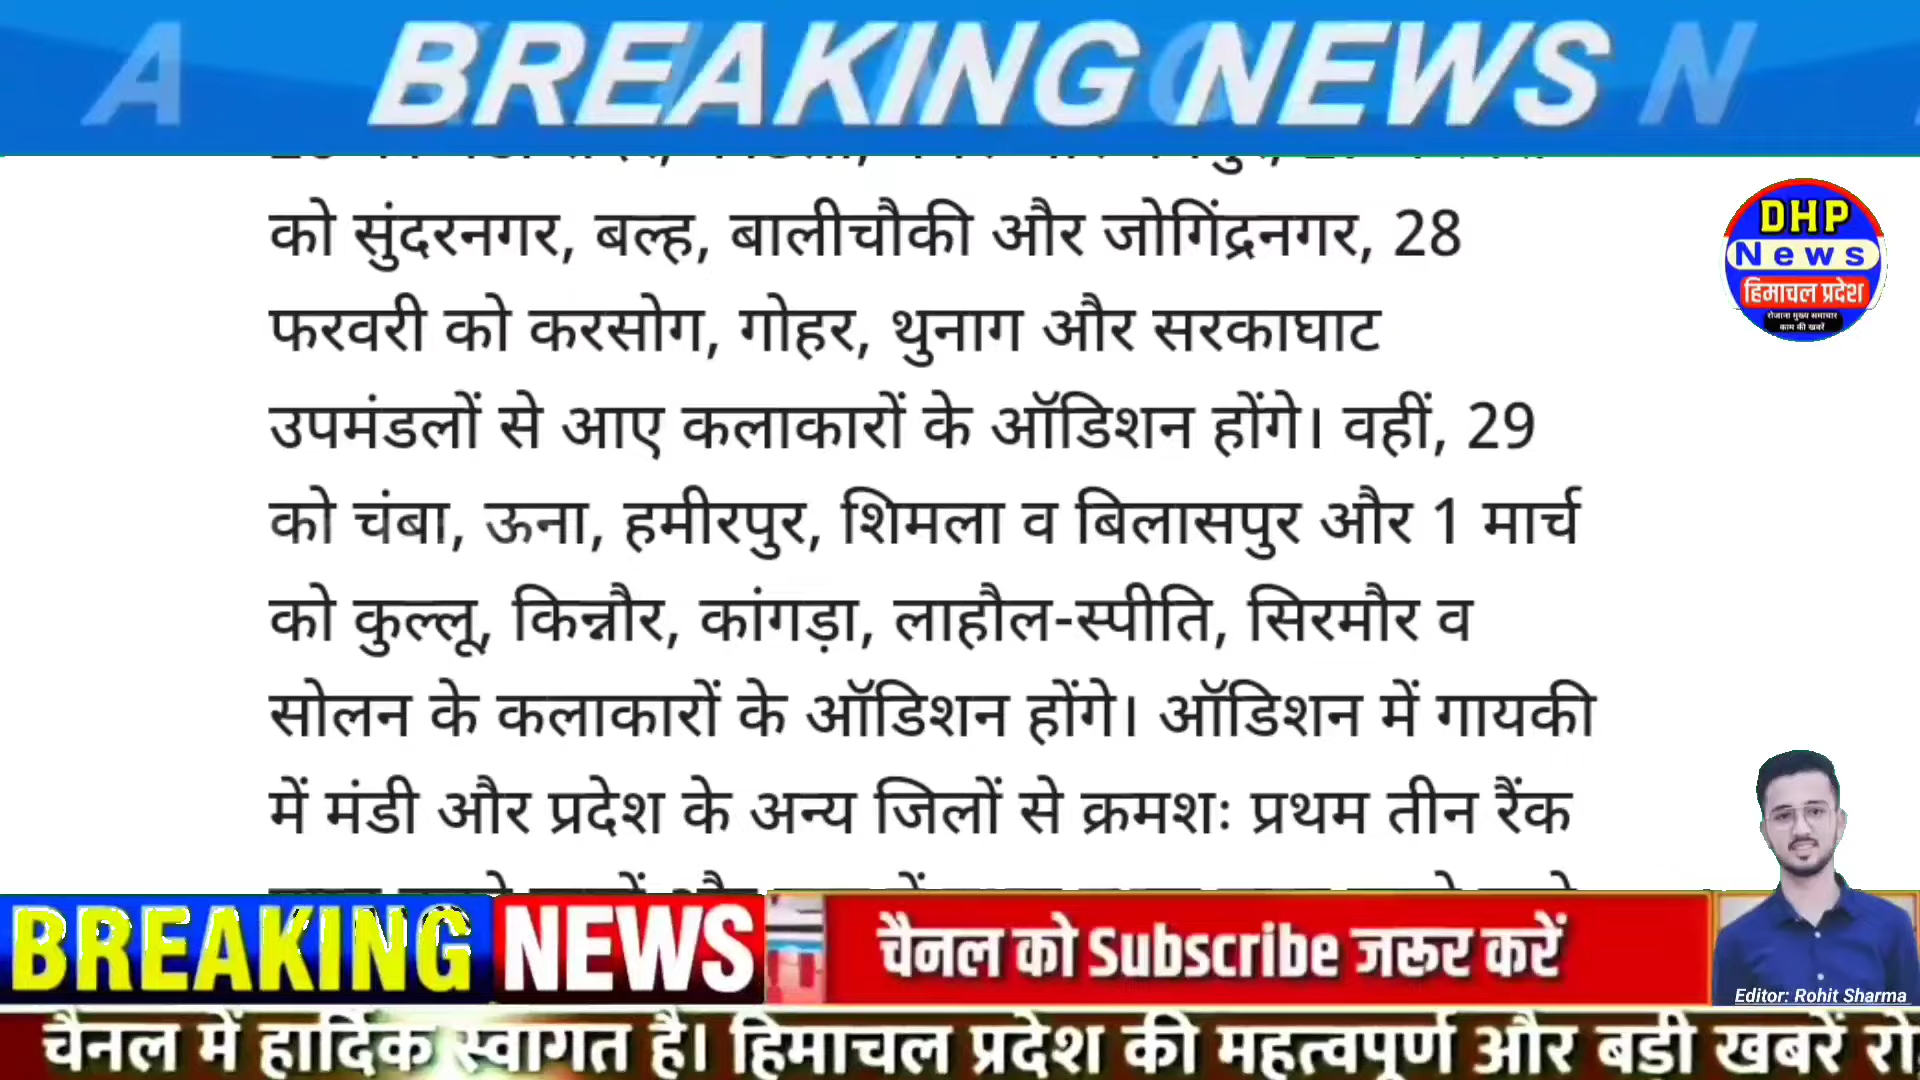 BREAKING NEWS
को सुंदरनगर, बल्ह, बालीचौकी और जोगिंद्रनगर, 28
फरवरी को करसोग, गोहर, थुनाग और सरकाघाट
उपमंडलों से आए कलाकारों के ऑडिशन होंगे। वहीं, 29
को चंबा, ऊना, हमीरपुर, शिमला व बिलासपुर और 1 मार्च
को कुल्लू, किन्नौर, कांगड़ा, लाहौल-स्पीति, सिरमौर व
सोलन के कलाकारों के ऑडिशन होंगे। ऑडिशन में गायकी
में मंडी और प्रदेश के अन्य जिलों से क्रमशः प्रथम तीन रैंक
DHP
News
हिमाचल प्रदेश
रोजाना मुख्य समाचार
काम की खबरें
BREAKING NEWS
चैनल को Subscribe जरूर करें
Editor: Rohit Sharma
चैनल में हार्दिक स्वागत है। हिमाचल प्रदेश की महत्वपूर्ण और बडी खबरें